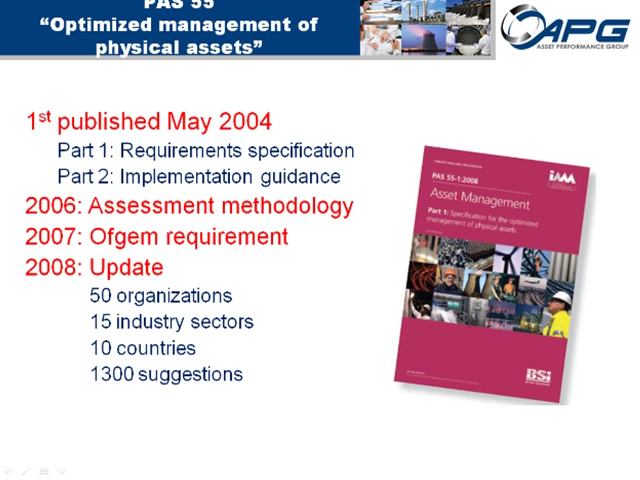 PAS 55
“Optimized management of
physical assets”
APG
ASSET PERFORMANCE GROUP
1st published May 2004
Part 1: Requirements specification
Part 2: Implementation guidance
2006: Assessment methodology
2007: Ofgem requirement
2008: Update
50 organizations
15 industry sectors
10 countries
1300 suggestions
iAM
PAS 55-1:2008
Asset Management
Part 1: Specification for the optimized
management of physical assets
BSi